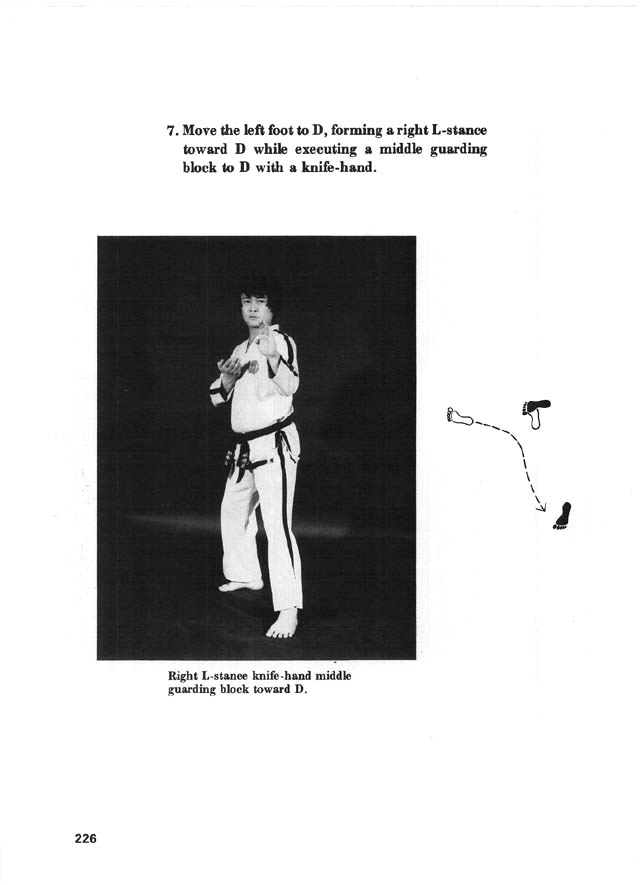 7. Move the left foot to D, forming a right L-stance
toward D while executing a middle guarding
block to D with a knife-hand.
Right L-stance knife-hand middle
guarding block toward D.
226